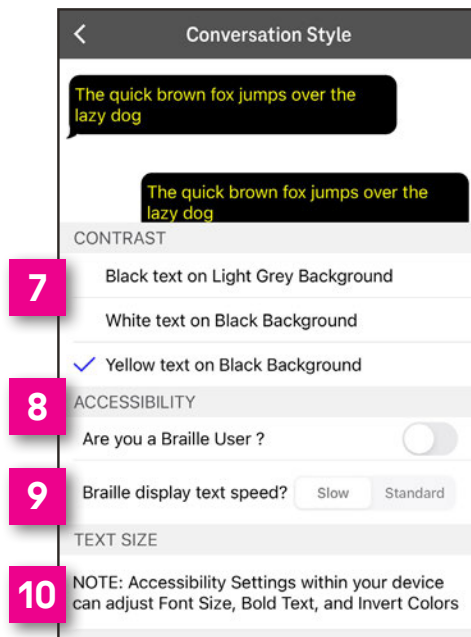 Conversation Style
The quick brown fox jumps over the
lazy dog
The quick brown fox jumps over the
lazy dog
CONTRAST
7
Black text on Light Grey Background
White text on Black Background
Yellow text on Black Background
8
ACCESSIBILITY
Are you a Braille User ?
9
Braille display text speed? Slow Standard
TEXT SIZE
10
NOTE: Accessibility Settings within your device
can adjust Font Size, Bold Text, and Invert Colors